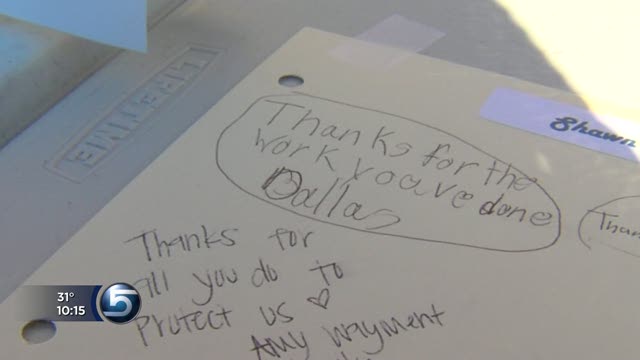 LIFETIME
Shawn
Thanks for the
work youve done
Dallas
Thanks for
all you do to
Protect us ♡
Amy Wayment
31°
10:15
5